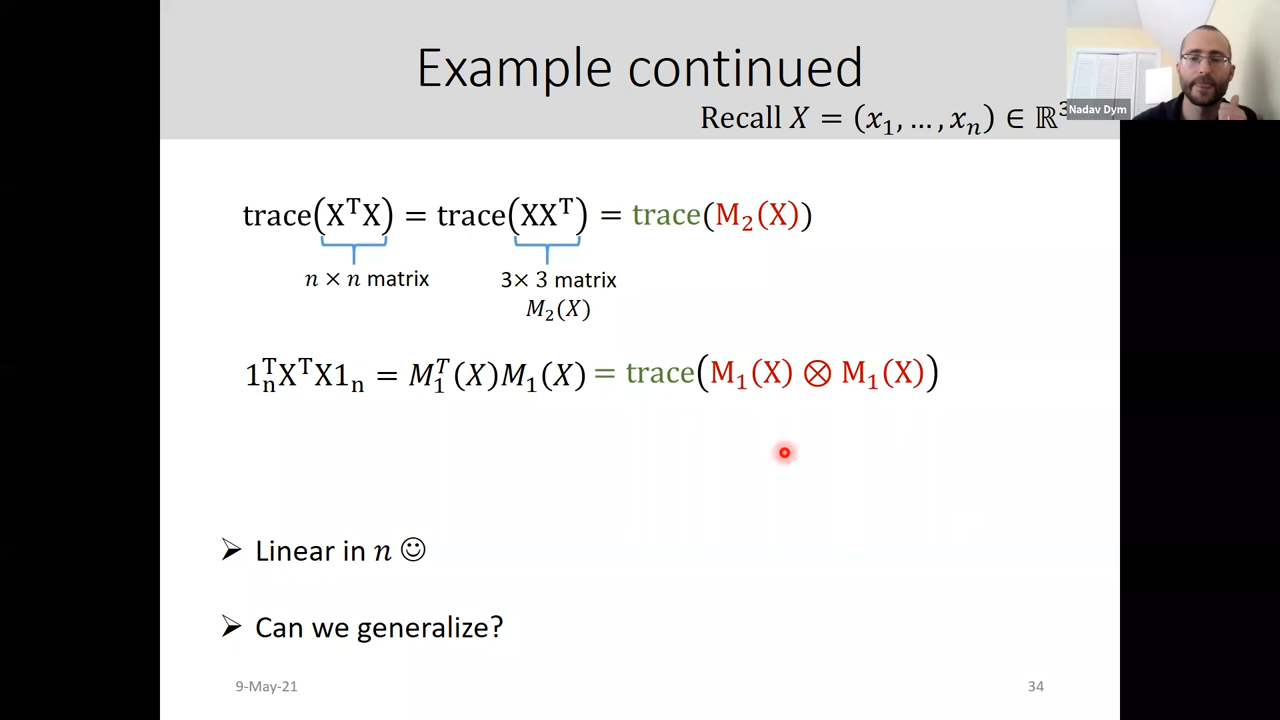 Example continued
Nadav Dym
Recall X = (x₁, …, xₙ) ∈ ℝ³
trace(XᵀX) = trace(XXᵀ) = trace(M₂(X))
n × n matrix 3× 3 matrix
M₂(X)
1ₙᵀXᵀX1ₙ = M₁ᵀ(X)M₁(X) = trace(M₁(X) ⊗ M₁(X))
➢ Linear in n ☺
➢ Can we generalize?
9-May-21 34